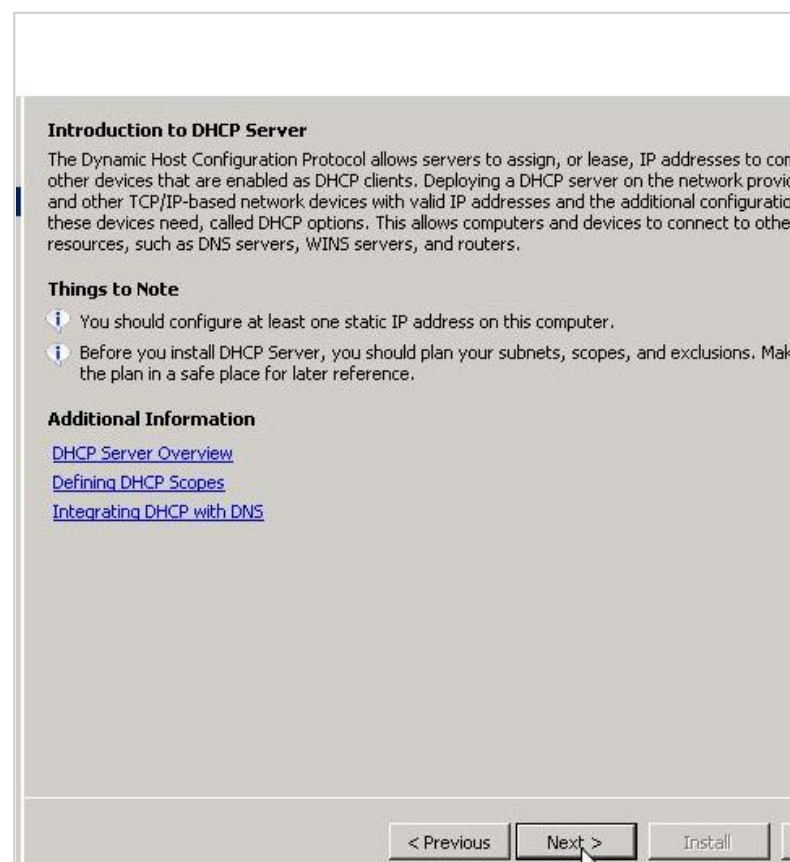 Introduction to DHCP Server
The Dynamic Host Configuration Protocol allows servers to assign, or lease, IP addresses to
other devices that are enabled as DHCP clients. Deploying a DHCP server on the network
and other TCP/IP-based network devices with valid IP addresses and the additional
these devices need, called DHCP options. This allows computers and devices to connect to
resources, such as DNS servers, WINS servers, and routers.
Things to Note
You should configure at least one static IP address on this computer.
Before you install DHCP Server, you should plan your subnets, scopes, and exclusions.
the plan in a safe place for later reference.
Additional Information
DHCP Server Overview
Defining DHCP Scopes
Integrating DHCP with DNS
< Previous Next > Install